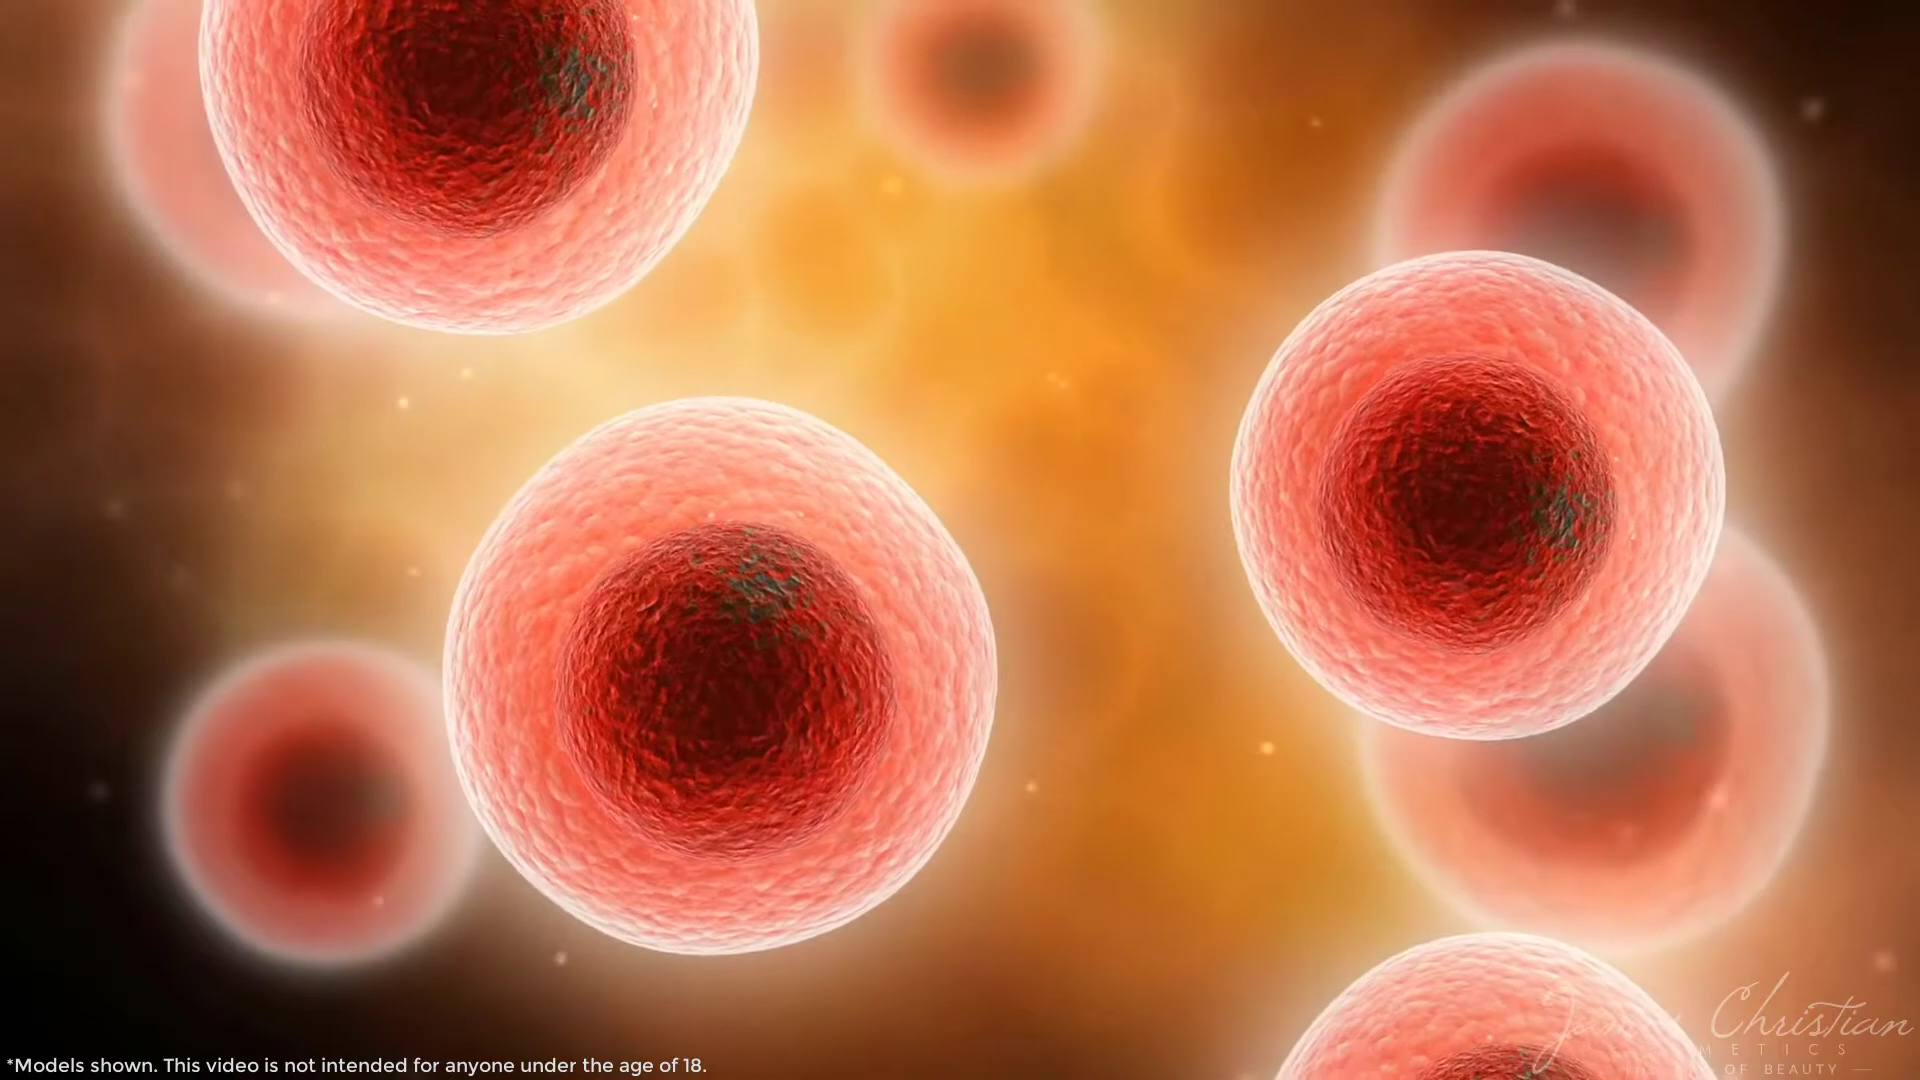 *Models shown. This video is not intended for anyone under the age of 18.
Christian
METICS
OF BEAUTY —